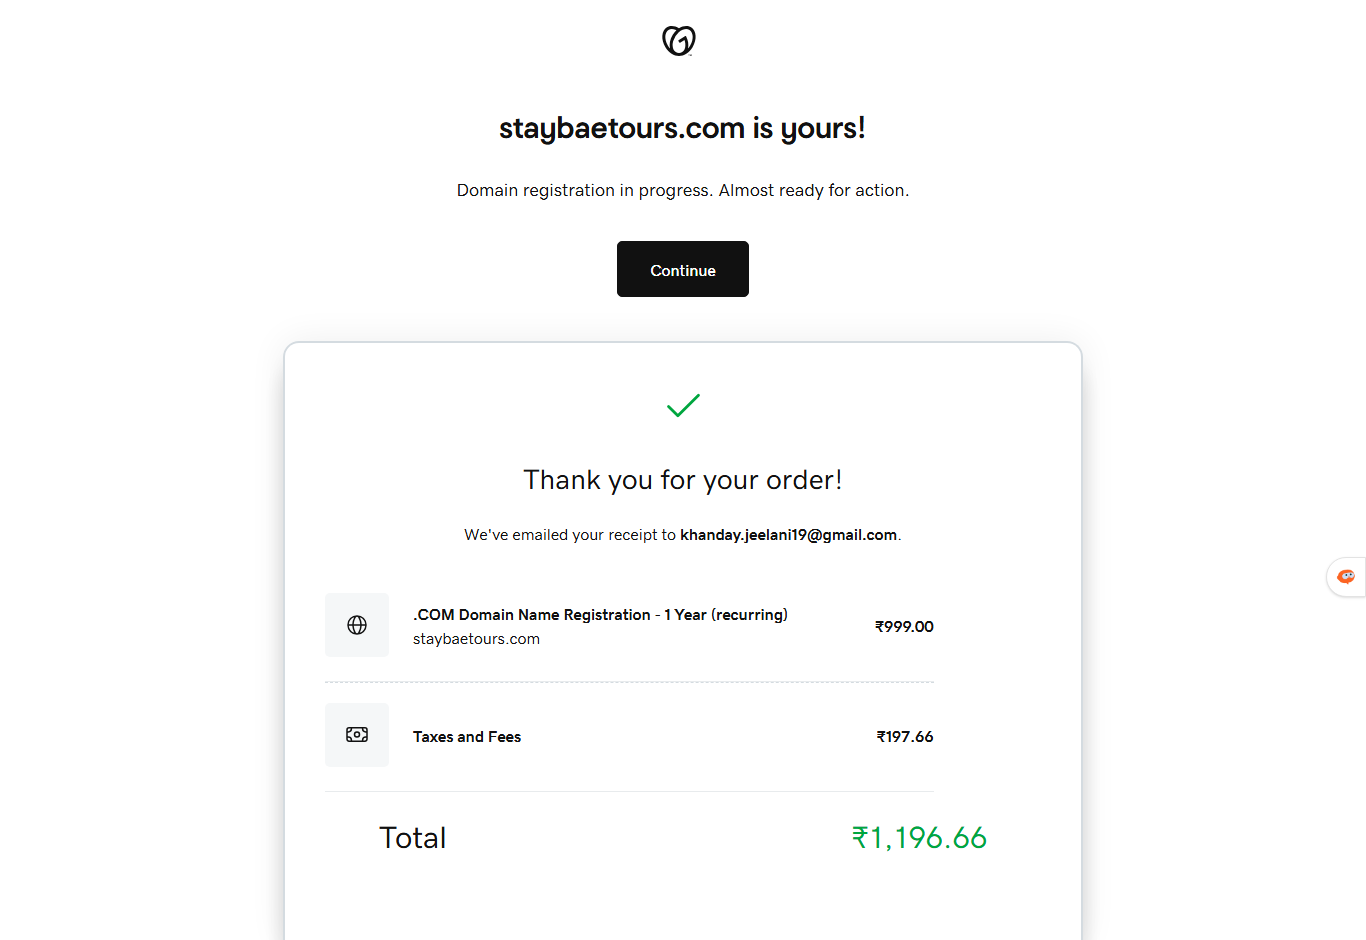 staybaetours.com is yours!
Domain registration in progress. Almost ready for action.
Continue
Thank you for your order!
We've emailed your receipt to khanday.jeelani19@gmail.com.
.COM Domain Name Registration - 1 Year (recurring)
staybaetours.com
₹999.00
Taxes and Fees
₹197.66
Total
₹1,196.66